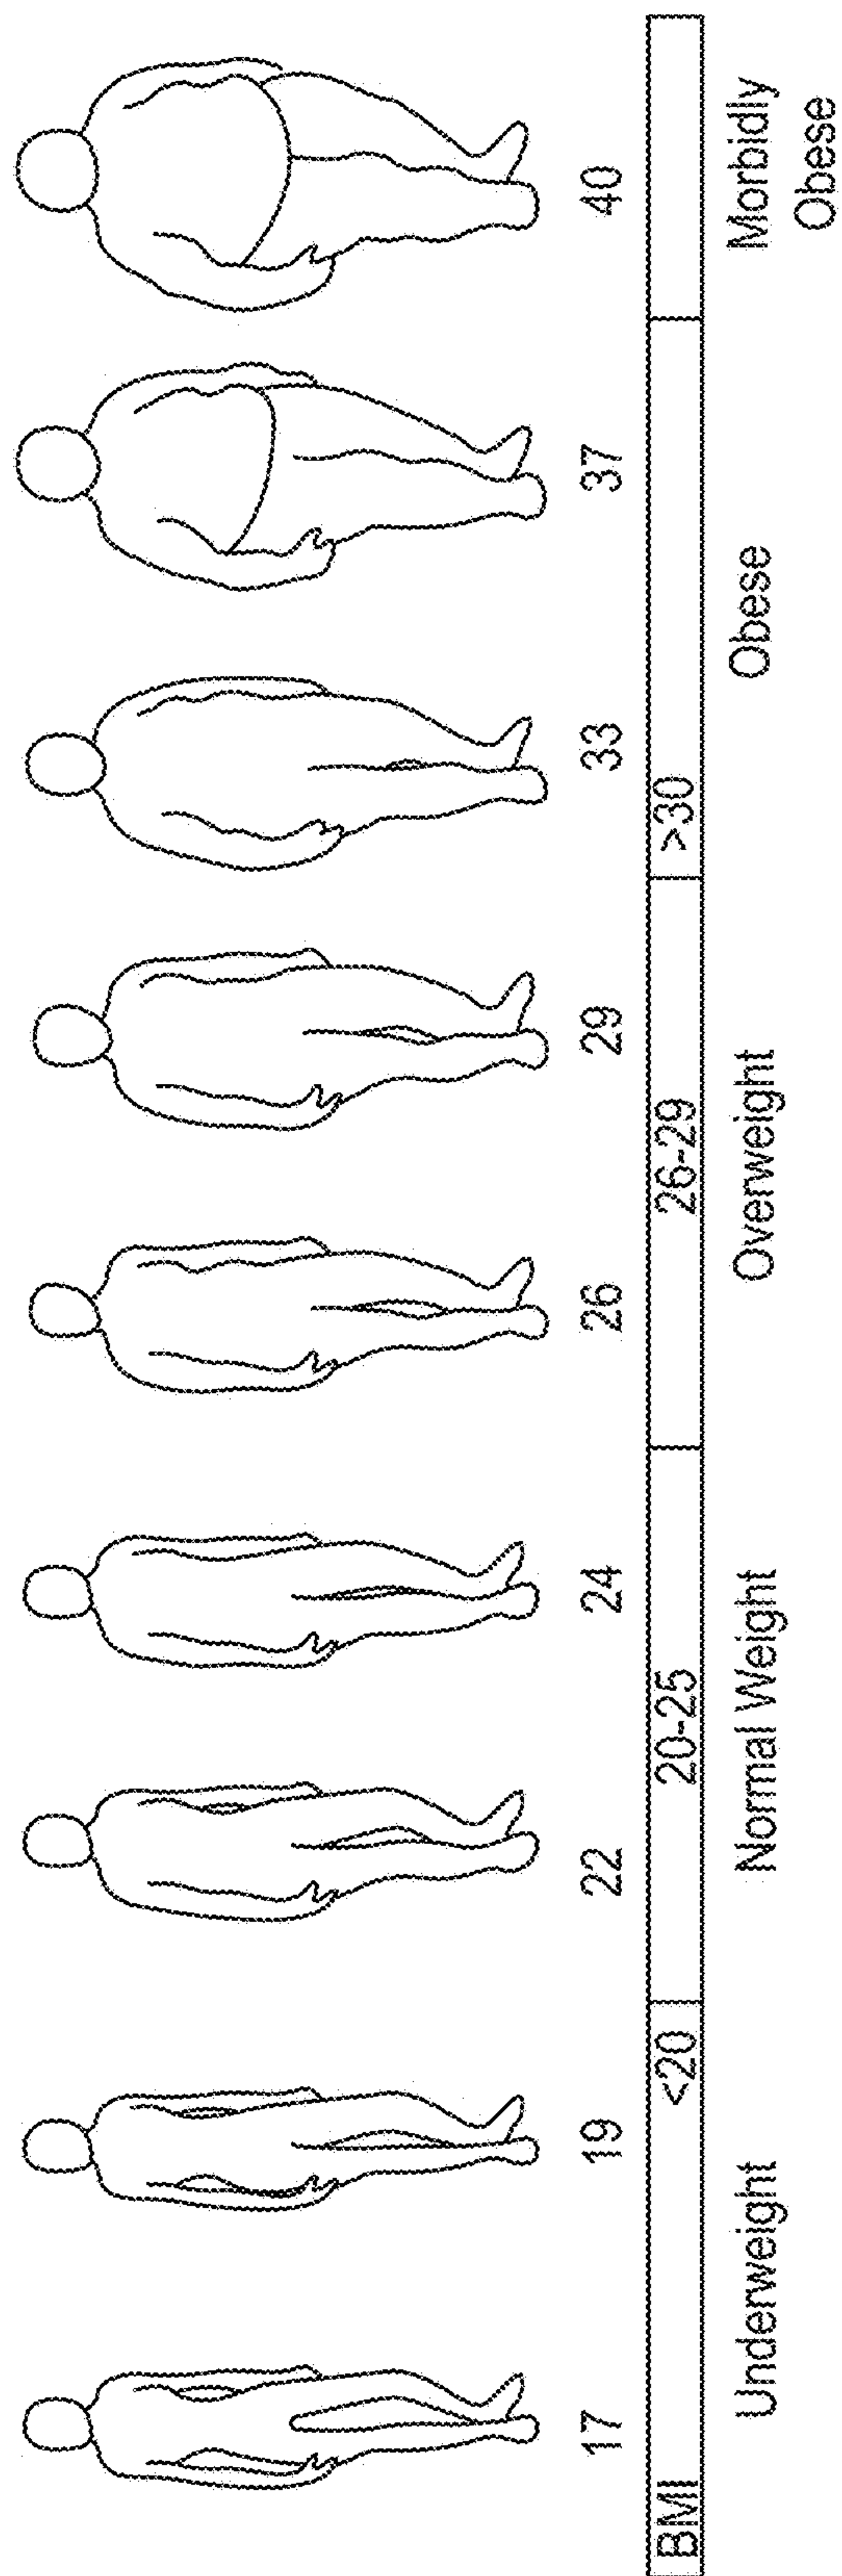 17 19 22 24 26 29 33 37 40
BMI <20 20-25 26-29 >30
Underweight Normal Weight Overweight Obese Morbidly
Obese